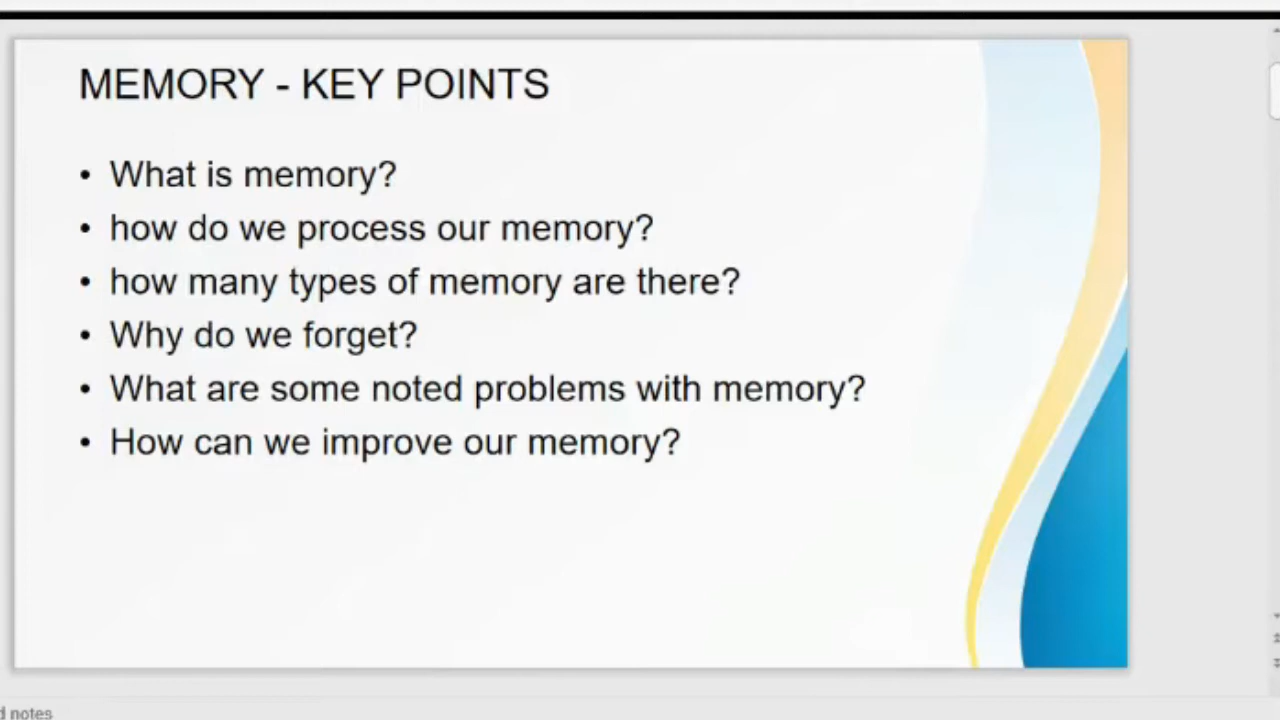 MEMORY - KEY POINTS
• What is memory?
• how do we process our memory?
• how many types of memory are there?
• Why do we forget?
• What are some noted problems with memory?
• How can we improve our memory?
notes